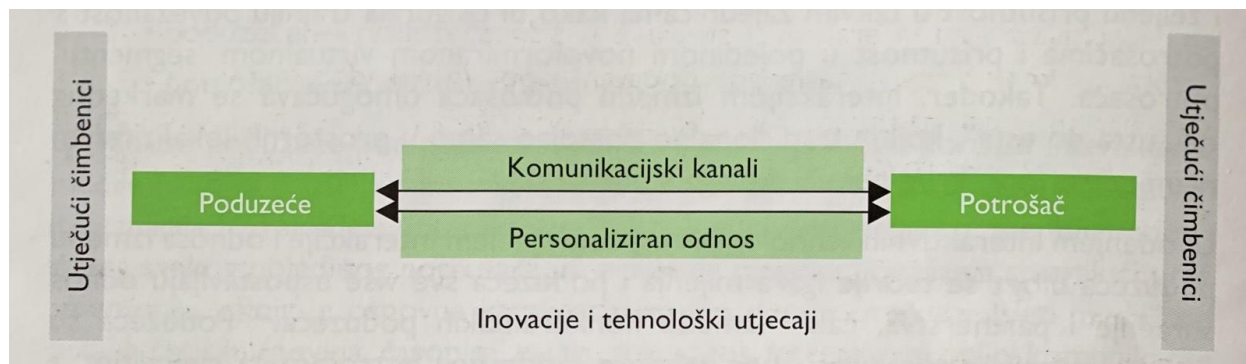 Utječući čimbenici
Poduzeće
Komunikacijski kanali
Personaliziran odnos
Potrošač
Utječući čimbenici
Inovacije i tehnološki utjecaji